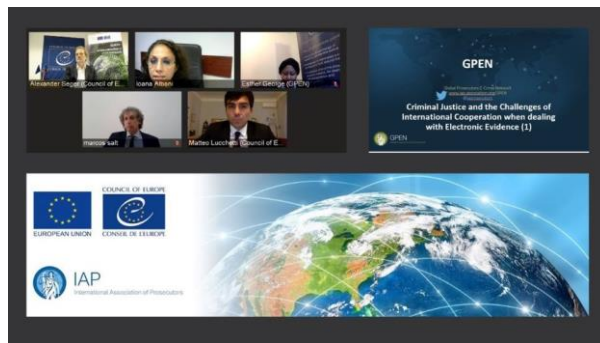 Alexander Seger (Council of E...
Ioana Albani
Esther George (GPEN)
marcos salt
Matteo Lucchetti (Council of E...
GPEN
Criminal Justice and the Challenges of
International Cooperation when dealing
with Electronic Evidence (1)
GPEN
COUNCIL OF EUROPE
EUROPEAN UNION
CONSEIL DE L'EUROPE
IAP
International Association of Prosecutors